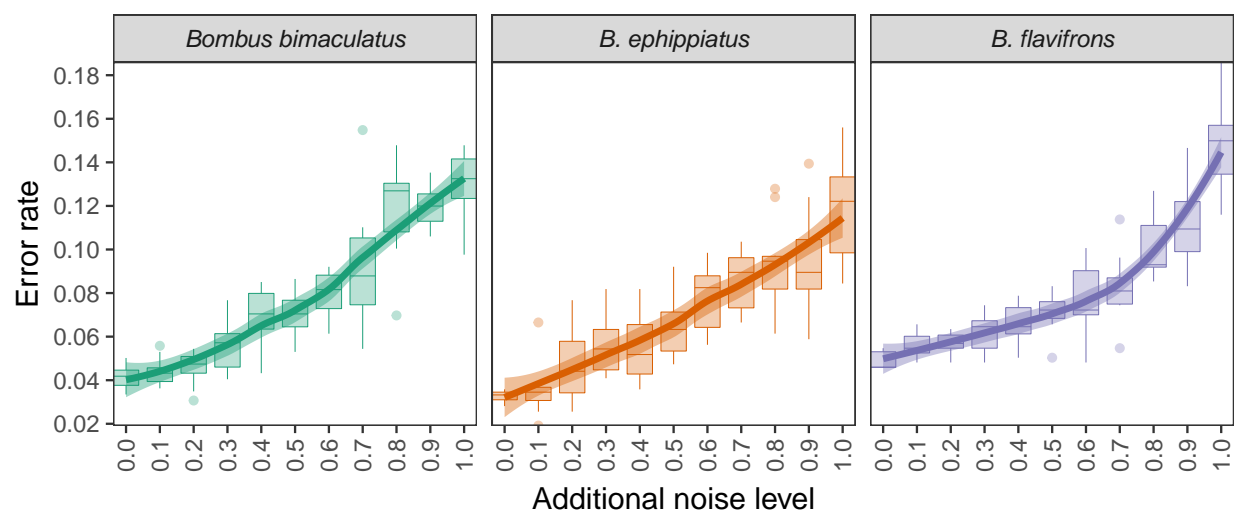 Bombus bimaculatus B. ephippiatus B. flavifrons
0.18
0.16
0.14
0.12
0.10
0.08
0.06
0.04
0.02
Error rate
0.0 0.1 0.2 0.3 0.4 0.5 0.6 0.7 0.8 0.9 1.0 0.0 0.1 0.2 0.3 0.4 0.5 0.6 0.7 0.8 0.9 1.0 0.0 0.1 0.2 0.3 0.4 0.5 0.6 0.7 0.8 0.9 1.0
Additional noise level